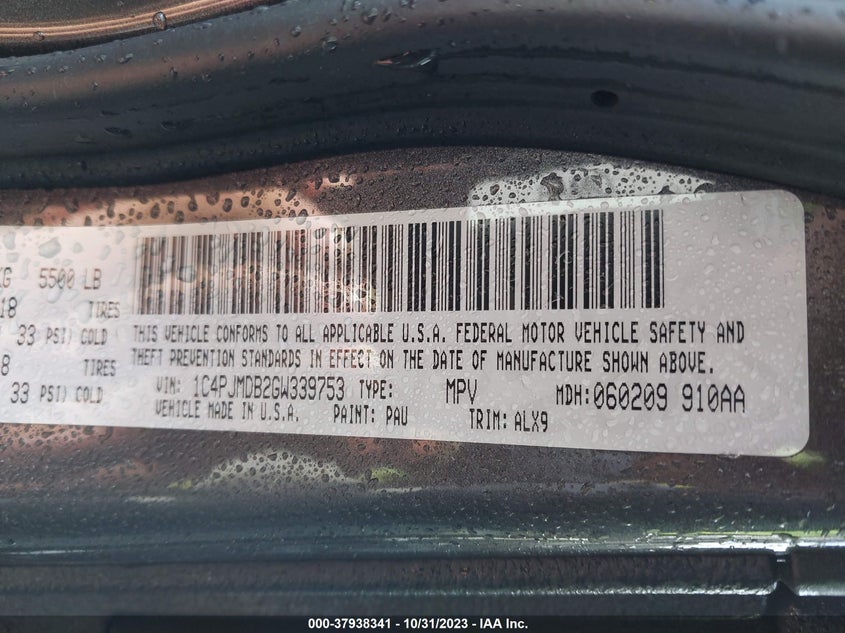 KG 5500 LB
18 TIRES
33 PSI) COLD
8 TIRES
33 PSI) COLD
THIS VEHICLE CONFORMS TO ALL APPLICABLE U.S.A. FEDERAL MOTOR VEHICLE SAFETY AND
THEFT PREVENTION STANDARDS IN EFFECT ON THE DATE OF MANUFACTURE SHOWN ABOVE.
VIN: 1C4PJMDB2GW339753 TYPE: MPV MDH: 060209 910AA
VEHICLE MADE IN U.S.A. PAINT: PAU TRIM: ALX9
000-37938341 - 10/31/2023 - IAA Inc.